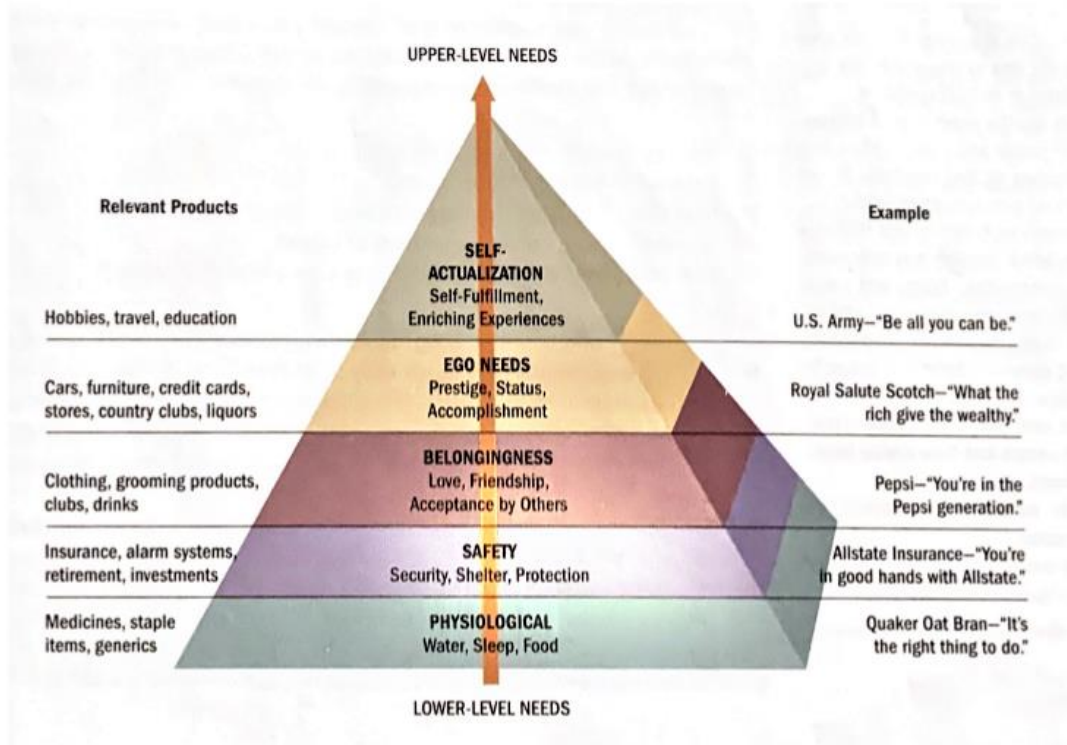 UPPER-LEVEL NEEDS
Relevant Products
Example
SELF-
ACTUALIZATION
Self-Fulfillment,
Enriching Experiences
Hobbies, travel, education
U.S. Army—“Be all you can be.”
EGO NEEDS
Prestige, Status,
Accomplishment
Cars, furniture, credit cards,
stores, country clubs, liquors
Royal Salute Scotch—“What the
rich give the wealthy.”
BELONGINGNESS
Love, Friendship,
Acceptance by Others
Clothing, grooming products,
clubs, drinks
Pepsi—“You’re in the
Pepsi generation.”
SAFETY
Security, Shelter, Protection
Insurance, alarm systems,
retirement, investments
Allstate Insurance—“You’re
in good hands with Allstate.”
PHYSIOLOGICAL
Water, Sleep, Food
Medicines, staple
items, generics
Quaker Oat Bran—“It’s
the right thing to do.”
LOWER-LEVEL NEEDS